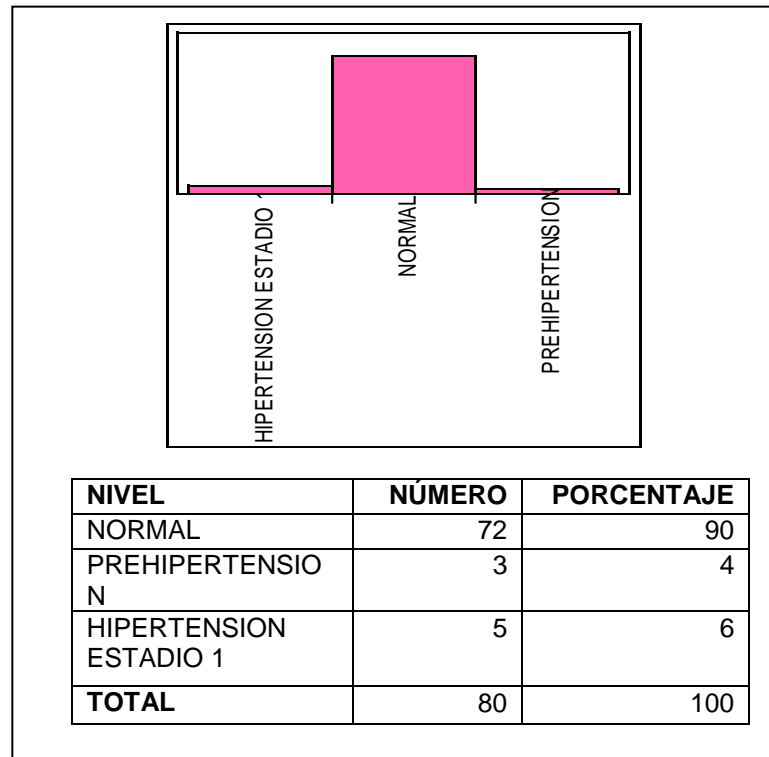 HIPERTENSION ESTADIO
NORMAL
PREHIPERTENSION
NIVEL NÚMERO PORCENTAJE
NORMAL 72 90
PREHIPERTENSIO
N 3 4
HIPERTENSION
ESTADIO 1 5 6
TOTAL 80 100